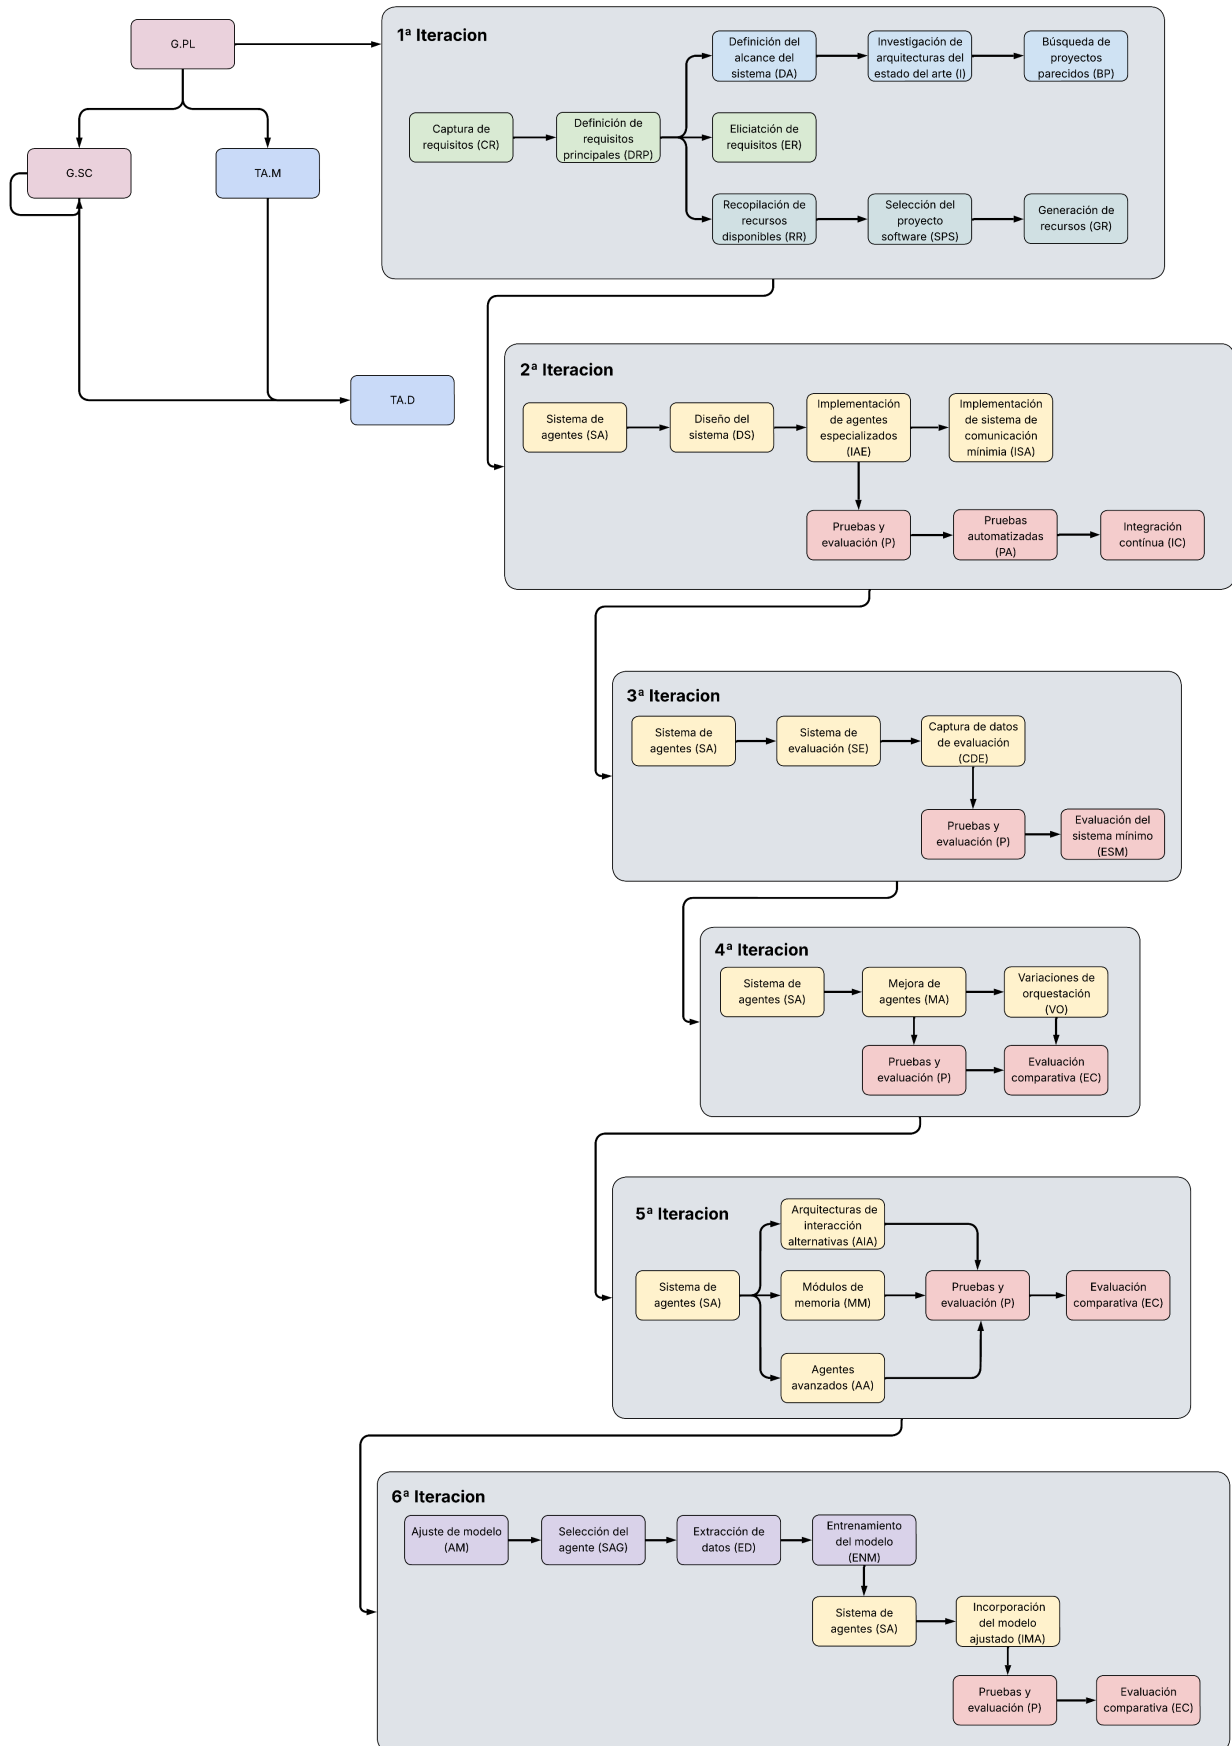 G.PL
G.SC
TA.M
TA.D
1ª Iteracion
Definición del
alcance del
sistema (DA)
Investigación de
arquitecturas del
estado del arte (I)
Búsqueda de
proyectos
parecidos (BP)
Captura de
requisitos (CR)
Definición de
requisitos
principales (DRP)
Eliciatción de
requisitos (ER)
Recopilación de
recursos
disponibles (RR)
Selección del
proyecto
software (SPS)
Generación de
recursos (GR)
2ª Iteracion
Sistema de
agentes (SA)
Diseño del
sistema (DS)
Implementación
de agentes
especializados
(IAE)
Implementación
de sistema de
comunicación
mínimia (ISA)
Pruebas y
evaluación (P)
Pruebas
automatizadas
(PA)
Integración
contínua (IC)
3ª Iteracion
Sistema de
agentes (SA)
Sistema de
evaluación (SE)
Captura de datos
de evaluación
(CDE)
Pruebas y
evaluación (P)
Evaluación del
sistema mínimo
(ESM)
4ª Iteracion
Sistema de
agentes (SA)
Mejora de
agentes (MA)
Variaciones de
orquestación
(VO)
Pruebas y
evaluación (P)
Evaluación
comparativa (EC)
5ª Iteracion
Arquitecturas de
interacción
alternativas (AIA)
Sistema de
agentes (SA)
Módulos de
memoria (MM)
Pruebas y
evaluación (P)
Evaluación
comparativa (EC)
Agentes
avanzados (AA)
6ª Iteracion
Ajuste de modelo
(AM)
Selección del
agente (SAG)
Extracción de
datos (ED)
Entrenamiento
del modelo
(ENM)
Sistema de
agentes (SA)
Incorporación
del modelo
ajustado (IMA)
Pruebas y
evaluación (P)
Evaluación
comparativa (EC)